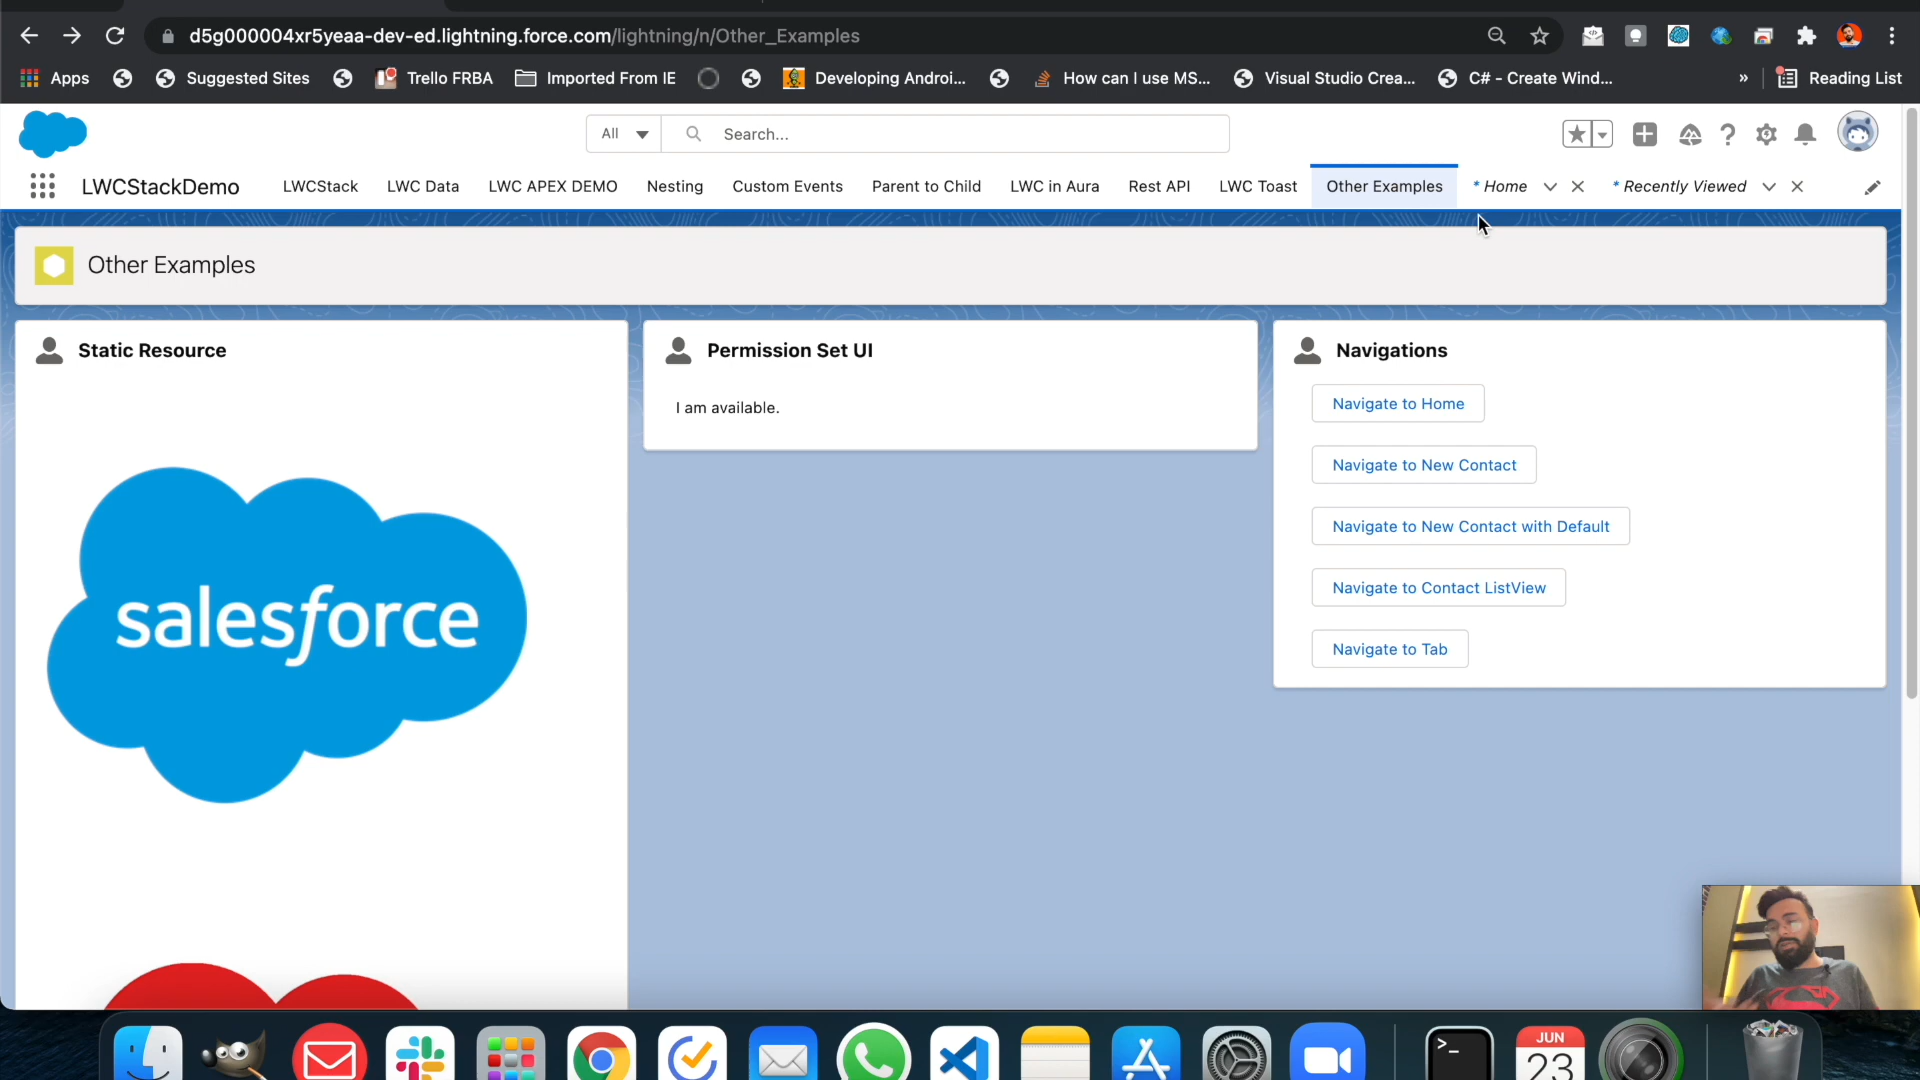 d5g000004xr5yeaa-dev-ed.lightning.force.com/lightning/n/Other_Examples
Apps Suggested Sites Trello FRBA Imported From IE Developing Androi... How can I use MS... Visual Studio Crea... C# - Create Wind... » Reading List
All Search...
LWCStackDemo LWCStack LWC Data LWC APEX DEMO Nesting Custom Events Parent to Child LWC in Aura Rest API LWC Toast Other Examples * Home * Recently Viewed
Other Examples
Static Resource
salesforce
Permission Set UI
I am available.
Navigations
Navigate to Home
Navigate to New Contact
Navigate to New Contact with Default
Navigate to Contact ListView
Navigate to Tab
>_
JUN
23